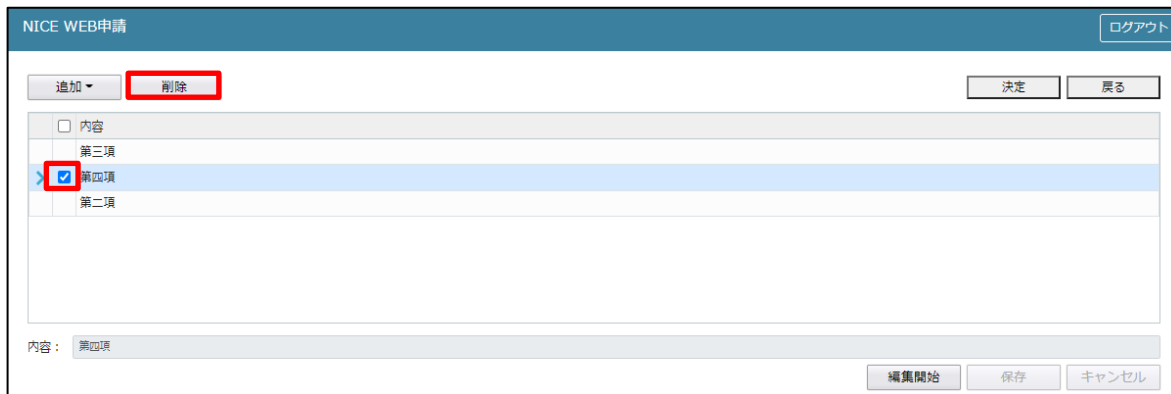 NICE WEB申請 ログアウト
追加 削除 決定 戻る
内容
第三項
第四項
第二項
内容： 第四項
編集開始 保存 キャンセル